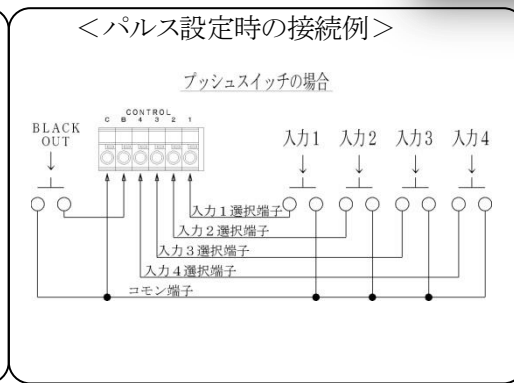 ＜パルス設定時の接続例＞
プッシュスイッチの場合
CONTROL
C B 4 3 2 1
BLACK
OUT
入力1 入力2 入力3 入力4
入力1選択端子
入力2選択端子
入力3選択端子
入力4選択端子
コモン端子